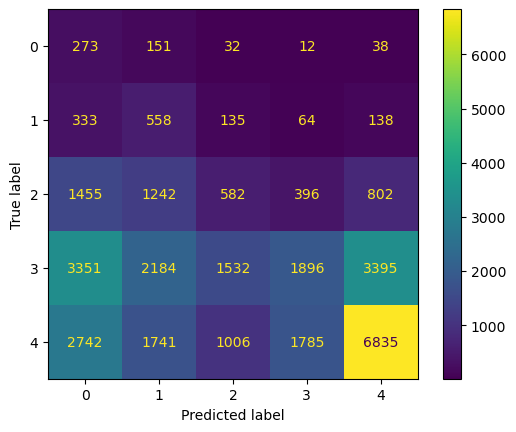 0 273 151 32 12 38
1 333 558 135 64 138
2 1455 1242 582 396 802
3 3351 2184 1532 1896 3395
4 2742 1741 1006 1785 6835
0 1 2 3 4
True label
Predicted label
6000
5000
4000
3000
2000
1000